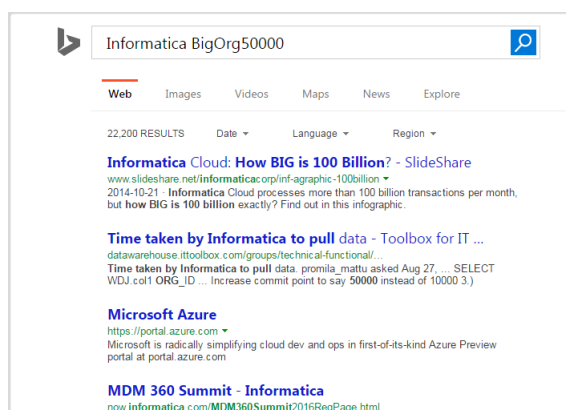 Informatica BigOrg50000
Web Images Videos Maps News Explore
22,200 RESULTS Date Language Region
Informatica Cloud: How BIG is 100 Billion? - SlideShare
www.slideshare.net/informaticacorp/inf-agraphic-100billion
2014-10-21 · Informatica Cloud processes more than 100 billion transactions per month,
but how BIG is 100 billion exactly? Find out in this infographic.
Time taken by Informatica to pull data - Toolbox for IT ...
datawarehouse.ittoolbox.com/groups/technical-functional/...
Time taken by Informatica to pull data. promila_mattu asked Aug 27, ... SELECT
WDJ.col1 ORG_ID ... Increase commit point to say 50000 instead of 10000 3.)
Microsoft Azure
https://portal.azure.com
Microsoft is radically simplifying cloud dev and ops in first-of-its-kind Azure Preview
portal at portal.azure.com
MDM 360 Summit - Informatica
now.informatica.com/MDM360Summit2016RegPage.html